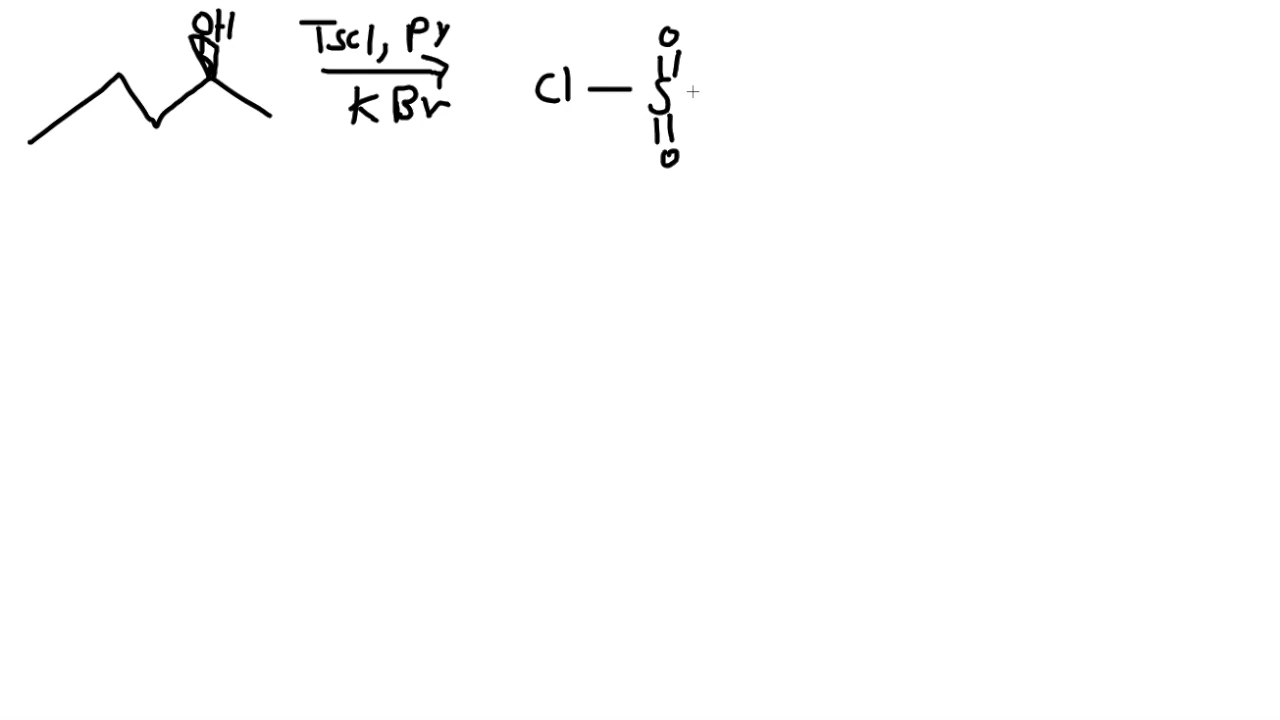 OH
Tscl, Py
KBr
O
Cl — S
O